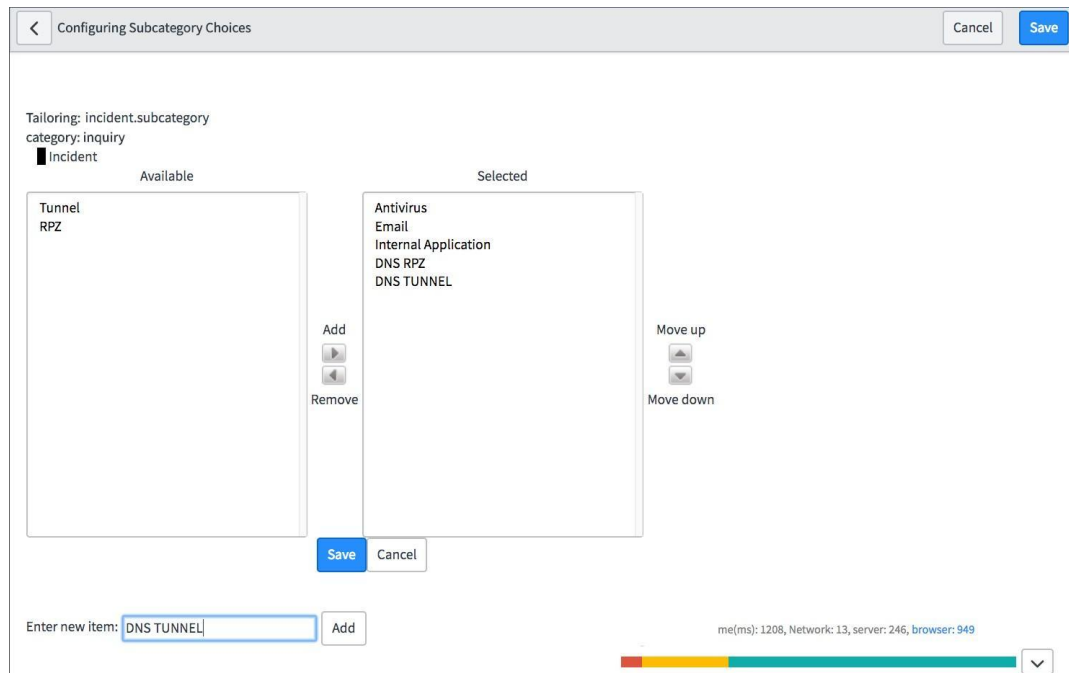 Configuring Subcategory Choices
Cancel
Save
Tailoring: incident.subcategory
category: inquiry
Incident
Available
Selected
Tunnel
RPZ
Antivirus
Email
Internal Application
DNS RPZ
DNS TUNNEL
Add
Remove
Move up
Move down
Save
Cancel
Enter new item: DNS TUNNEL
Add
me(ms): 1208, Network: 13, server: 246, browser: 949